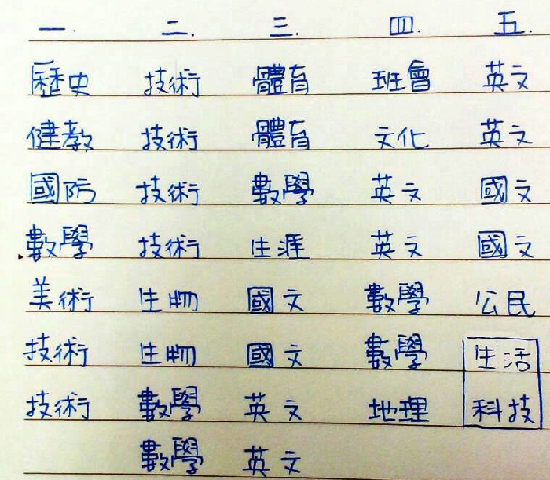 一. 二. 三. 四. 五.
歷史 技術 體育 班會 英文
健教 技術 體育 文化 英文
國防 技術 數學 英文 國文
數學 技術 生涯 英文 國文
美術 生物 國文 數學 公民
技術 生物 國文 數學 生活
技術 數學 英文 地理 科技
數學 英文